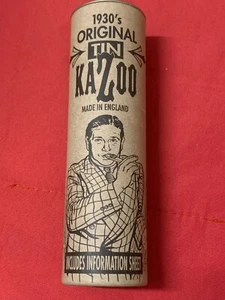 1930's
ORIGINAL
TIN
KAZOO
MADE IN ENGLAND
INCLUDES INFORMATION SHEET